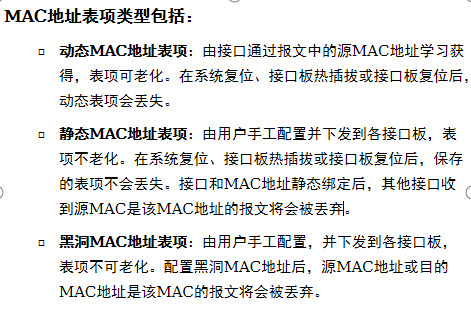 MAC地址表项类型包括：
动态MAC地址表项：由接口通过报文中的源MAC地址学习获
得，表项可老化。在系统复位、接口板热插拔或接口板复位后，
动态表项会丢失。
静态MAC地址表项：由用户手工配置并下发到各接口板，表
项不老化。在系统复位、接口板热插拔或接口板复位后，保存
的表项不会丢失。接口和MAC地址静态绑定后，其他接口收
到源MAC是该MAC地址的报文将会被丢弃。
黑洞MAC地址表项：由用户手工配置，并下发到各接口板，
表项不可老化。配置黑洞MAC地址后，源MAC地址或目的
MAC地址是该MAC的报文将会被丢弃。